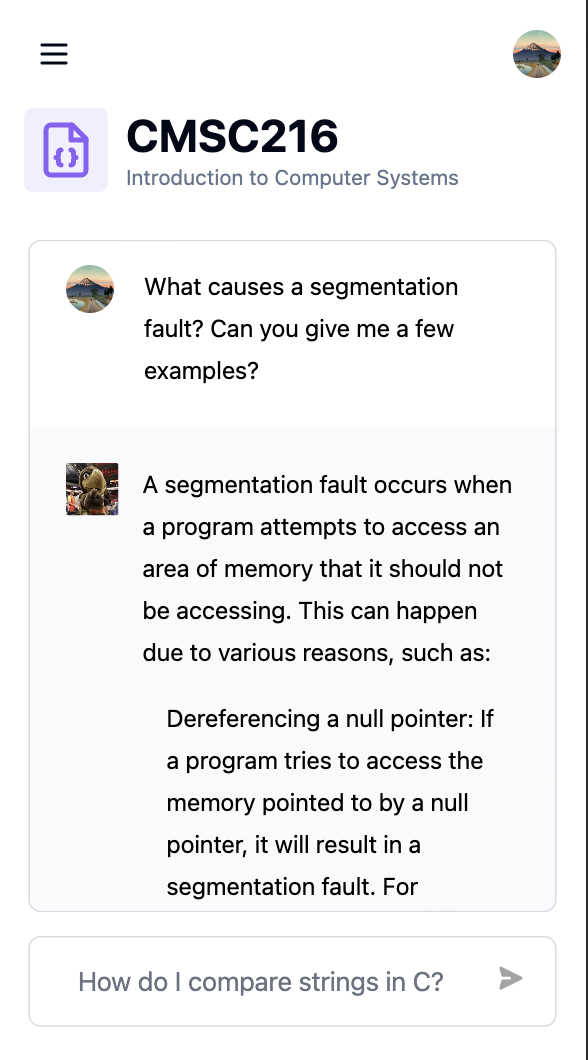 CMSC216
Introduction to Computer Systems
What causes a segmentation
fault? Can you give me a few
examples?
A segmentation fault occurs when
a program attempts to access an
area of memory that it should not
be accessing. This can happen
due to various reasons, such as:
Dereferencing a null pointer: If
a program tries to access the
memory pointed to by a null
pointer, it will result in a
segmentation fault. For
How do I compare strings in C?